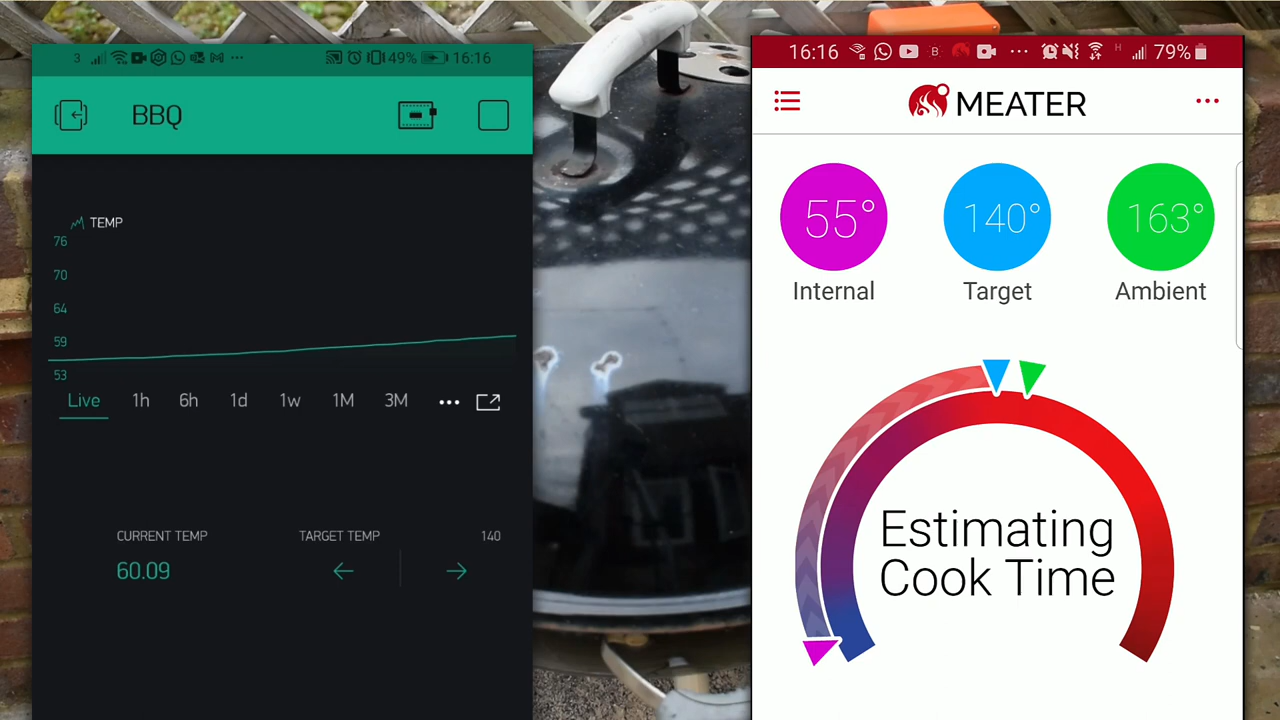 3 49% 16:16
BBQ
TEMP
76
70
64
59
53
Live 1h 6h 1d 1w 1M 3M
CURRENT TEMP TARGET TEMP 140
60.09
16:16 B H 79%
MEATER
55° 140° 163°
Internal Target Ambient
Estimating
Cook Time